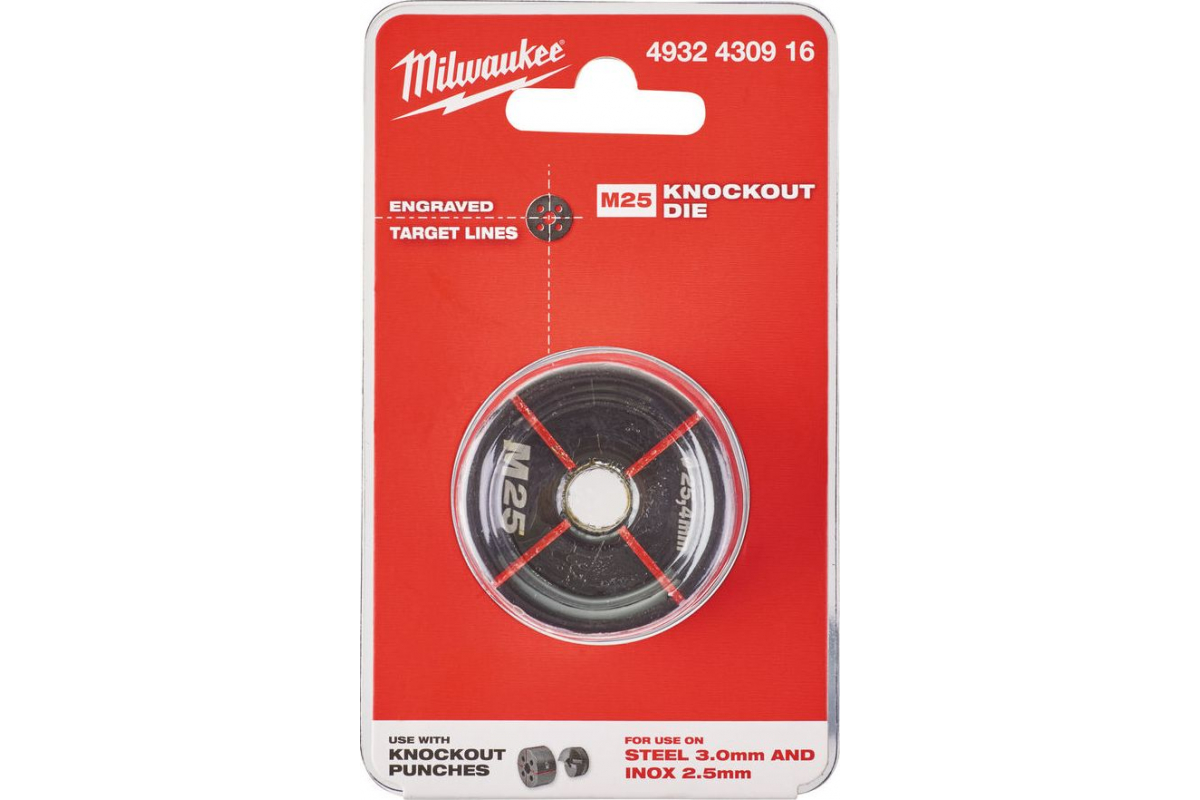 Milwaukee®
4932 4309 16
ENGRAVED
TARGET LINES
M25 KNOCKOUT
DIE
M25
25,4mm
USE WITH
KNOCKOUT
PUNCHES
FOR USE ON
STEEL 3.0mm AND
INOX 2.5mm